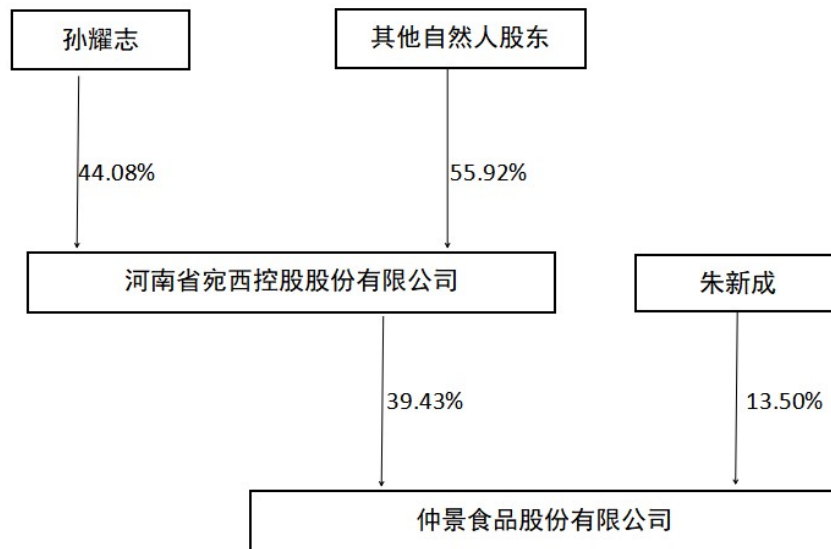 孙耀志
其他自然人股东
44.08%
55.92%
河南省宛西控股股份有限公司
朱新成
39.43%
13.50%
仲景食品股份有限公司